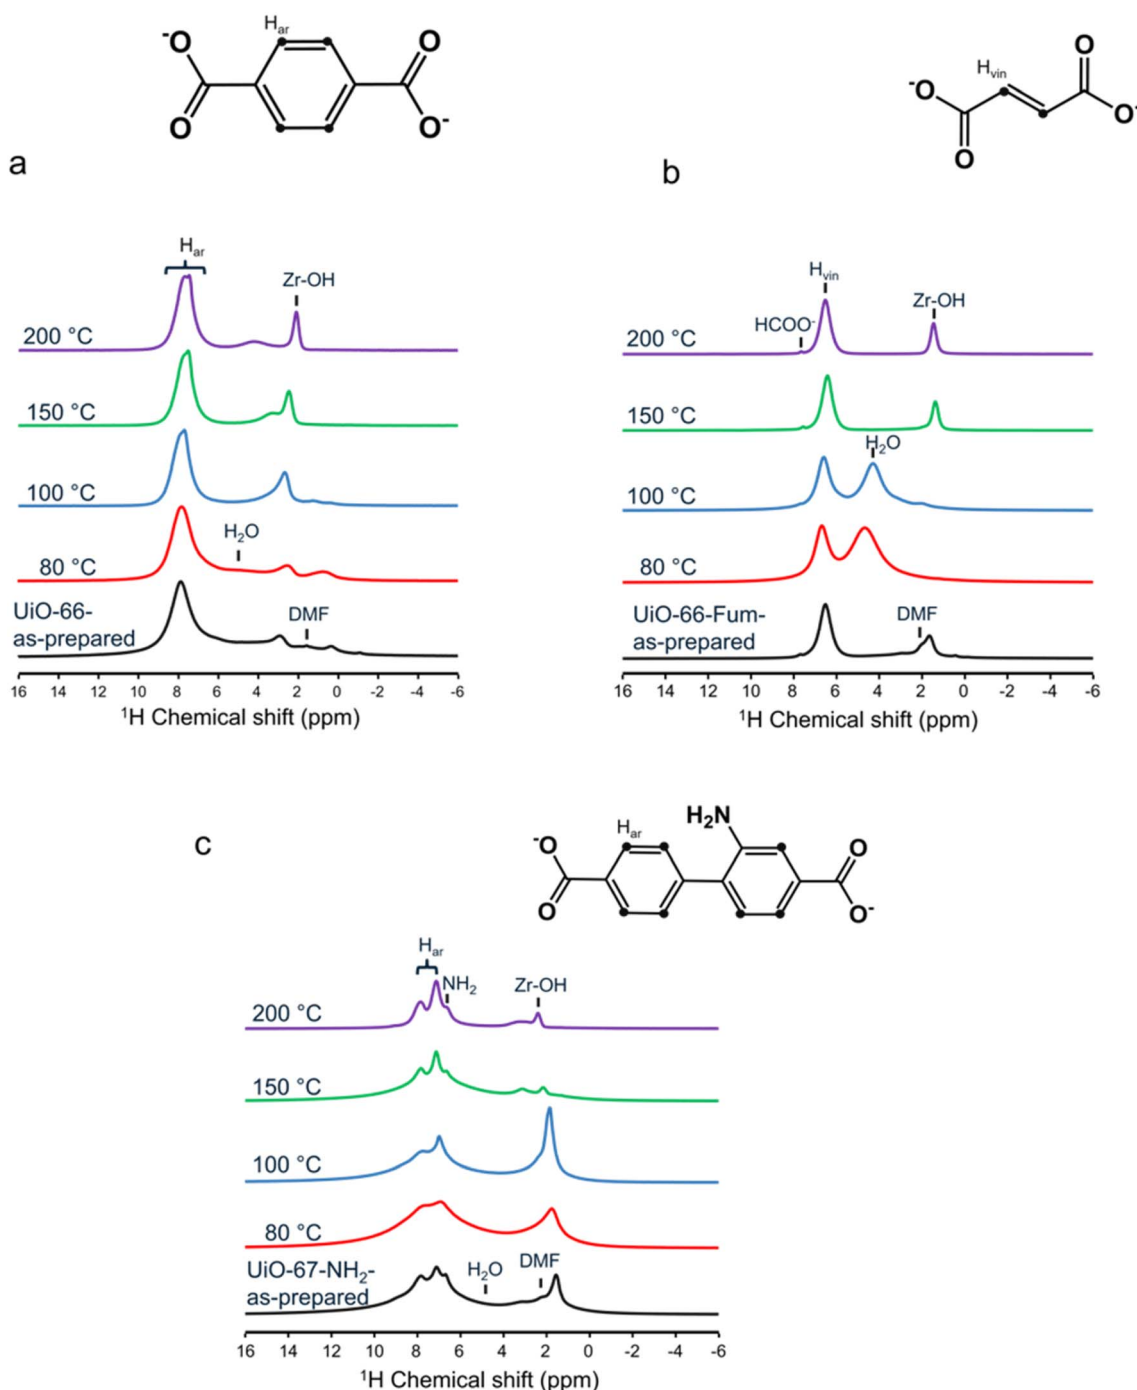 -O
Har
O
O
O-
a
Har
Zr-OH
200 °C
150 °C
100 °C
H2O
80 °C
DMF
UiO-66-
as-prepared
16 14 12 10 8 6 4 2 0 -2 -4 -6
1H Chemical shift (ppm)
-O
Hvin
O
O
O-
b
Hvin
Zr-OH
HCOO-
200 °C
150 °C
H2O
100 °C
80 °C
DMF
UiO-66-Fum-
as-prepared
16 14 12 10 8 6 4 2 0 -2 -4 -6
1H Chemical shift (ppm)
c
H2N
-O
Har
O
O
O-
Har
NH2
Zr-OH
200 °C
150 °C
100 °C
80 °C
H2O
DMF
UiO-67-NH2-
as-prepared
16 14 12 10 8 6 4 2 0 -2 -4 -6
1H Chemical shift (ppm)